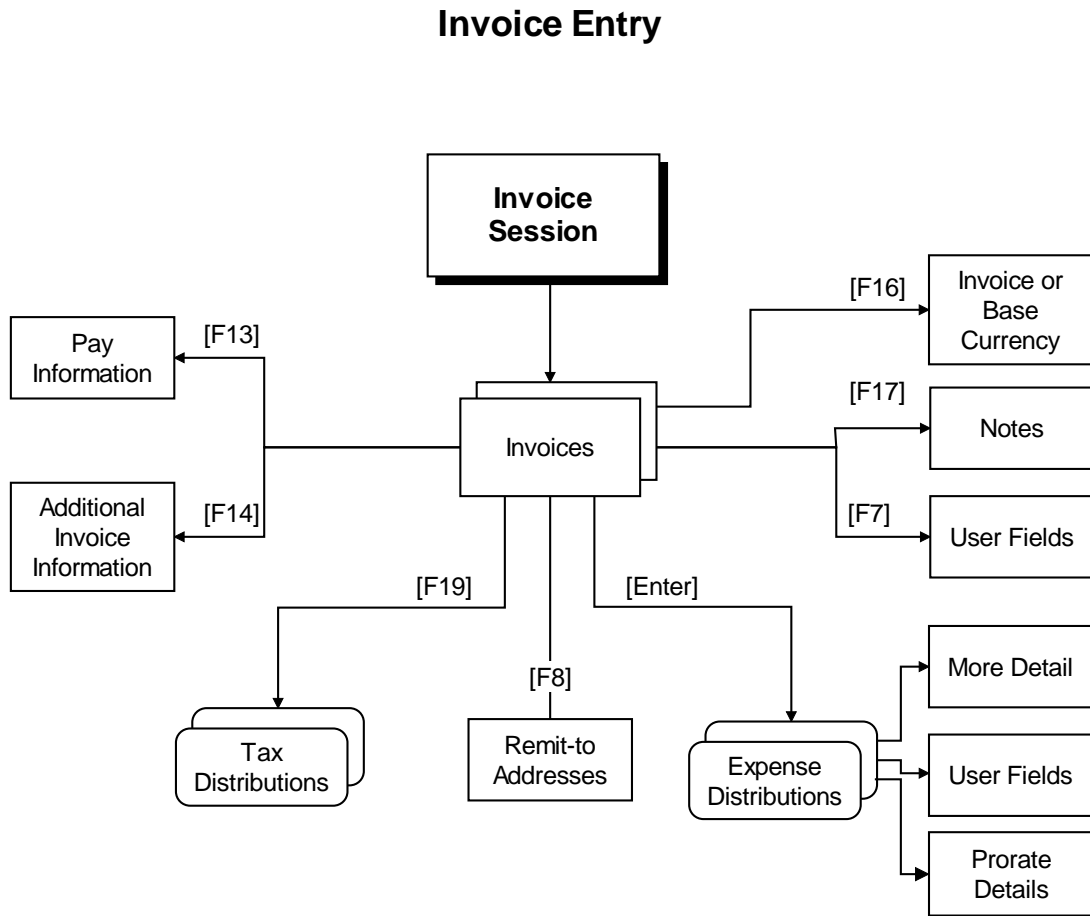 Invoice Entry
Invoice
Session
[F16]
Invoice or
Base
Currency
[F13]
Pay
Information
[F17]
Notes
Invoices
[F14]
Additional
Invoice
Information
[F7]
User Fields
[F19]
[Enter]
[F8]
More Detail
Tax
Distributions
Remit-to
Addresses
Expense
Distributions
User Fields
Prorate
Details